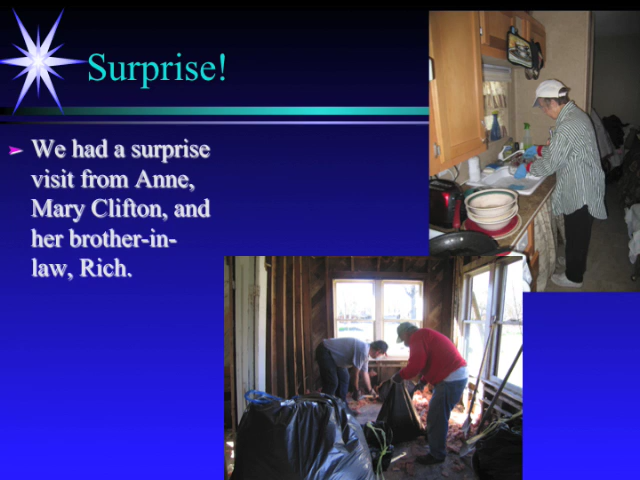 Surprise!
We had a surprise
visit from Anne,
Mary Clifton, and
her brother-in-
law, Rich.